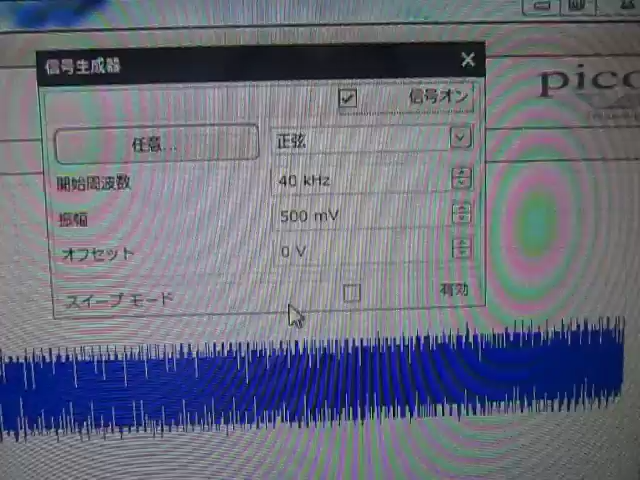 信号生成器
pico
信号オン
任意... 正弦
開始周波数 40 kHz
振幅 500 mV
オフセット 0 V
スイープ モード 有効